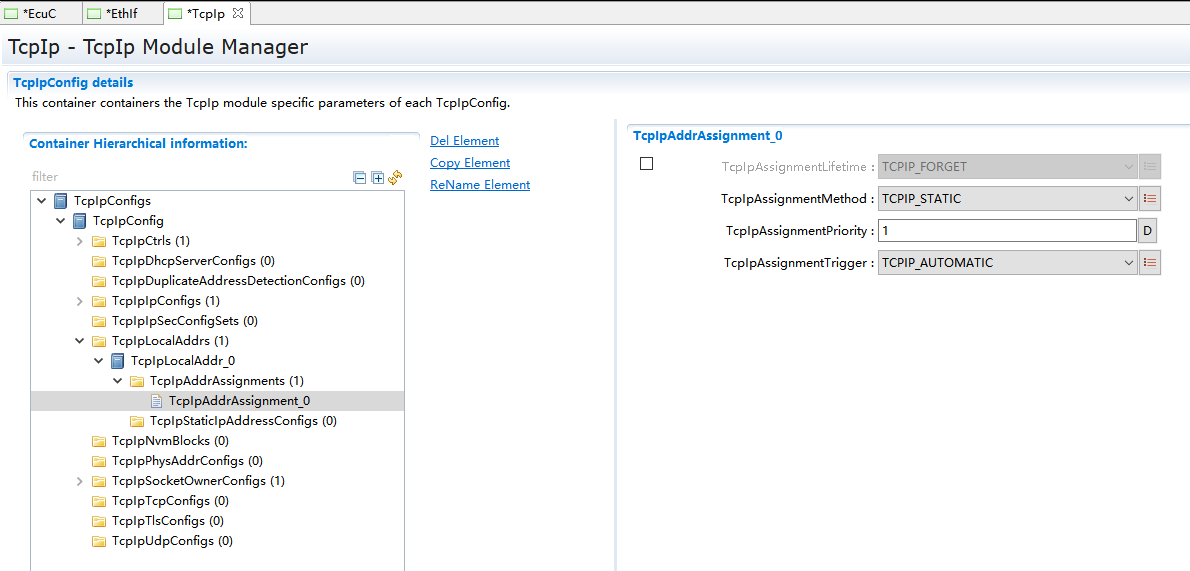 *EcuC *EthIf *TcpIp
TcpIp - TcpIp Module Manager
TcpIpConfig details
This container containers the TcpIp module specific parameters of each TcpIpConfig.
Container Hierarchical information:
filter
TcpIpConfigs
TcpIpConfig
TcpIpCtrls (1)
TcpIpDhcpServerConfigs (0)
TcpIpDuplicateAddressDetectionConfigs (0)
TcpIpIpConfigs (1)
TcpIpIpSecConfigSets (0)
TcpIpLocalAddrs (1)
TcpIpLocalAddr_0
TcpIpAddrAssignments (1)
TcpIpAddrAssignment_0
TcpIpStaticIpAddressConfigs (0)
TcpIpNvmBlocks (0)
TcpIpPhysAddrConfigs (0)
TcpIpSocketOwnerConfigs (1)
TcpIpTcpConfigs (0)
TcpIpTlsConfigs (0)
TcpIpUdpConfigs (0)
Del Element
Copy Element
ReName Element
TcpIpAddrAssignment_0
TcpIpAssignmentLifetime : TCPIP_FORGET
TcpIpAssignmentMethod : TCPIP_STATIC
TcpIpAssignmentPriority : 1 D
TcpIpAssignmentTrigger : TCPIP_AUTOMATIC